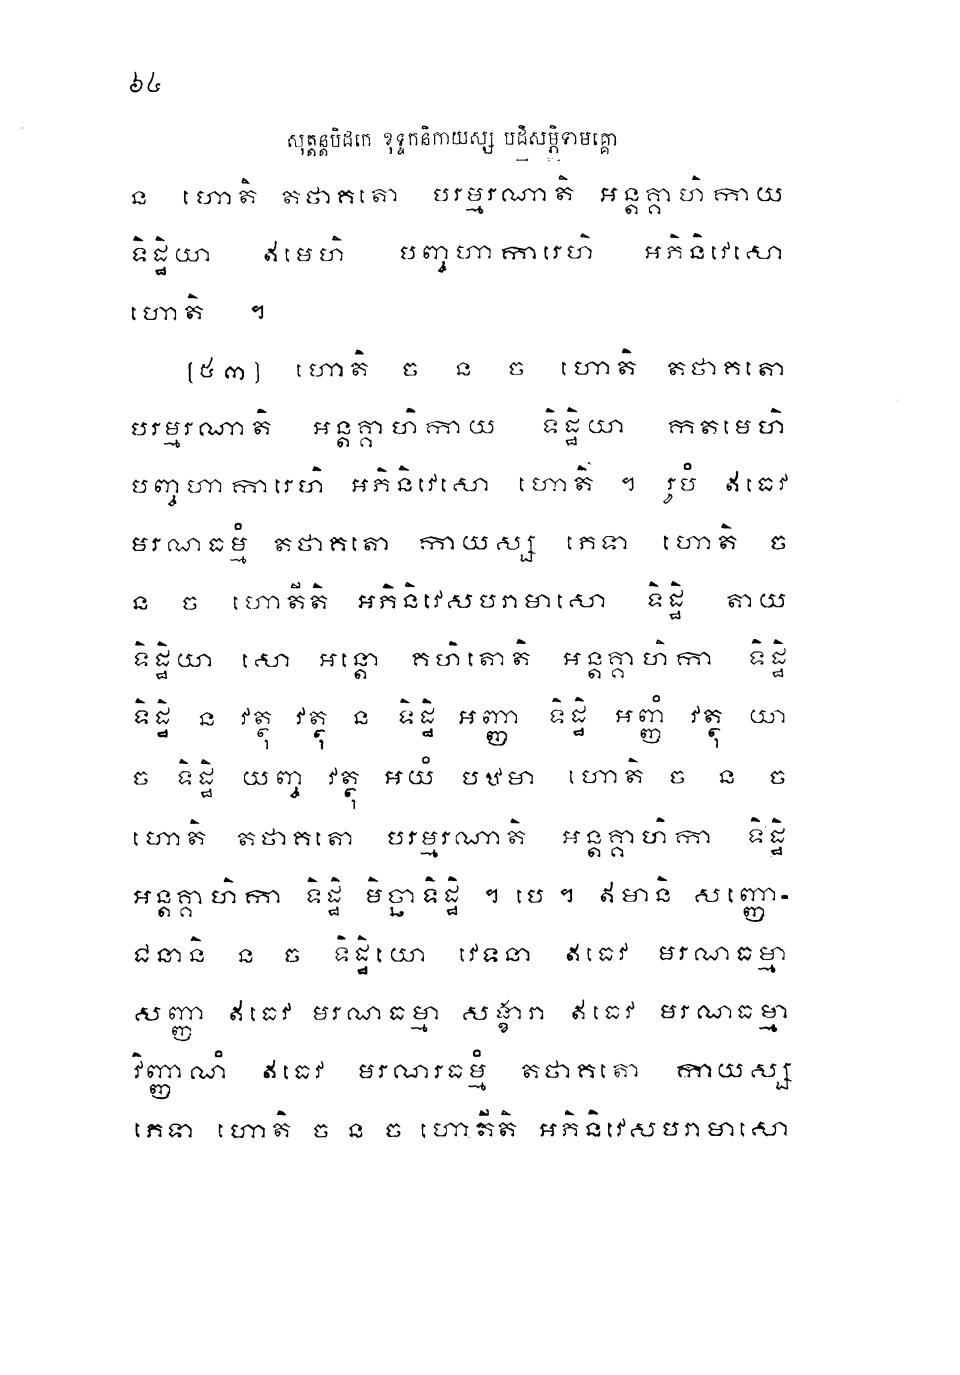 ៦៤
សុត្តន្តបិដកេ ខុទ្ទកនិកាយស្ស បដិសម្ភិទាមគ្គោ
ន ហោតិ តថាគតោ បរម្មរណាតិ អន្តគ្គាហិកាយ
ទិដ្ឋិយា ឥមេហិ បញ្ចហាការេហិ អភិនិវេសោ
ហោតិ ។
(៥៣) ហោតិ ច ន ច ហោតិ តថាគតោ
បរម្មរណាតិ អន្តគ្គាហិកាយ ទិដ្ឋិយា កតមេហិ
បញ្ចហាការេហិ អភិនិវេសោ ហោតិ ។ រូបំ ឥធេវ
មរណធម្មំ តថាគតោ កាយស្ស ភេទា ហោតិ ច
ន ច ហោតីតិ អភិនិវេសបរាមាសោ ទិដ្ឋិ តាយ
ទិដ្ឋិយា សោ អន្តោ គហិតោតិ អន្តគ្គាហិកា ទិដ្ឋិ
ទិដ្ឋិ ន វត្ថុ វត្ថុ ន ទិដ្ឋិ អញ្ញា ទិដ្ឋិ អញ្ញំ វត្ថុ យា
ច ទិដ្ឋិ យញ្ច វត្ថុ អយំ បឋមា ហោតិ ច ន ច
ហោតិ តថាគតោ បរម្មរណាតិ អន្តគ្គាហិកា ទិដ្ឋិ
អន្តគ្គាហិកា ទិដ្ឋិ មិច្ឆាទិដ្ឋិ ។ បេ ។ ឥមានិ សញ្ញោ-
ជនានិ ន ច ទិដ្ឋិយោ វេទនា ឥធេវ មរណធម្មា
សញ្ញា ឥធេវ មរណធម្មា សង្ខារា ឥធេវ មរណធម្មា
វិញ្ញាណំ ឥធេវ មរណរធម្មំ តថាគតោ កាយស្ស
ភេទា ហោតិ ច ន ច ហោតីតិ អភិនិវេសបរាមាសោ